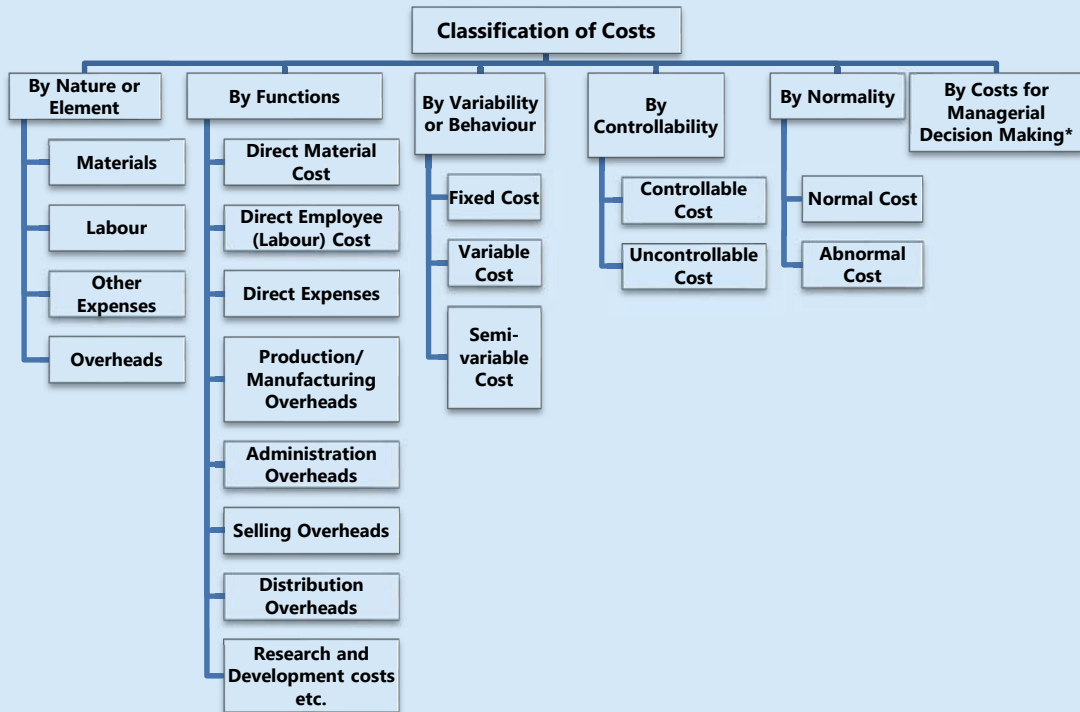 Classification of Costs
By Nature or
Element
Materials
Labour
Other
Expenses
Overheads
By Functions
Direct Material
Cost
Direct Employee
(Labour) Cost
Direct Expenses
Production/
Manufacturing
Overheads
Administration
Overheads
Selling Overheads
Distribution
Overheads
Research and
Development costs
etc.
By Variability
or Behaviour
Fixed Cost
Variable
Cost
Semi-
variable
Cost
By
Controllability
Controllable
Cost
Uncontrollable
Cost
By Normality
Normal Cost
Abnormal
Cost
By Costs for
Managerial
Decision Making*